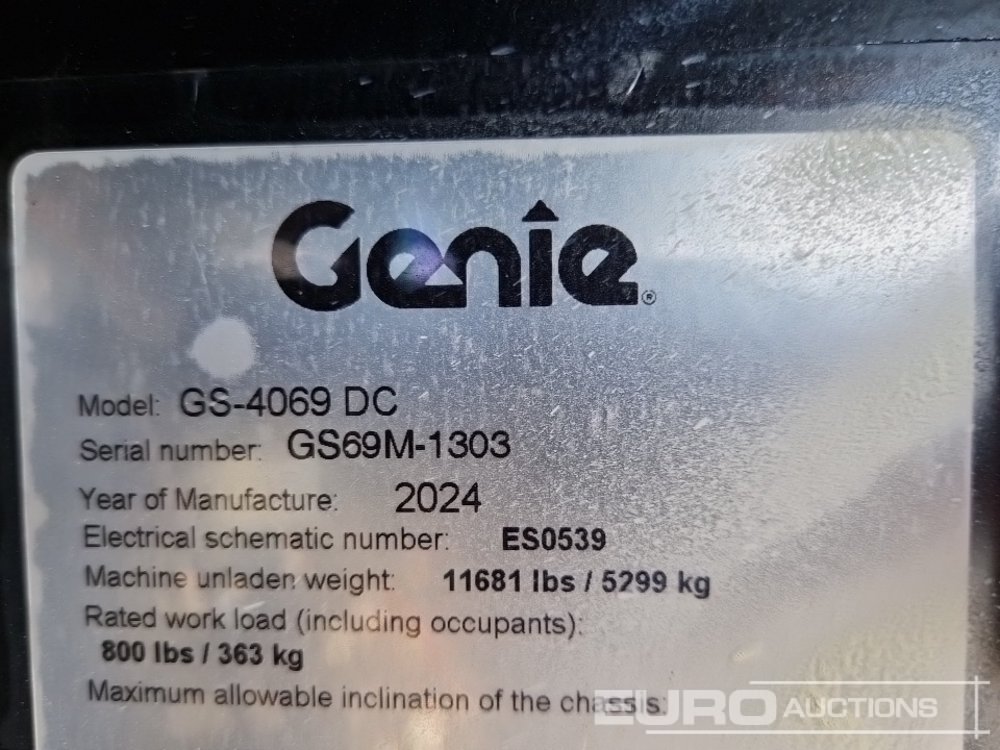 Genie®
Model: GS-4069 DC
Serial number: GS69M-1303
Year of Manufacture: 2024
Electrical schematic number: ES0539
Machine unladen weight: 11681 lbs / 5299 kg
Rated work load (including occupants):
800 lbs / 363 kg
Maximum allowable inclination of the chassis:
EURO AUCTIONS